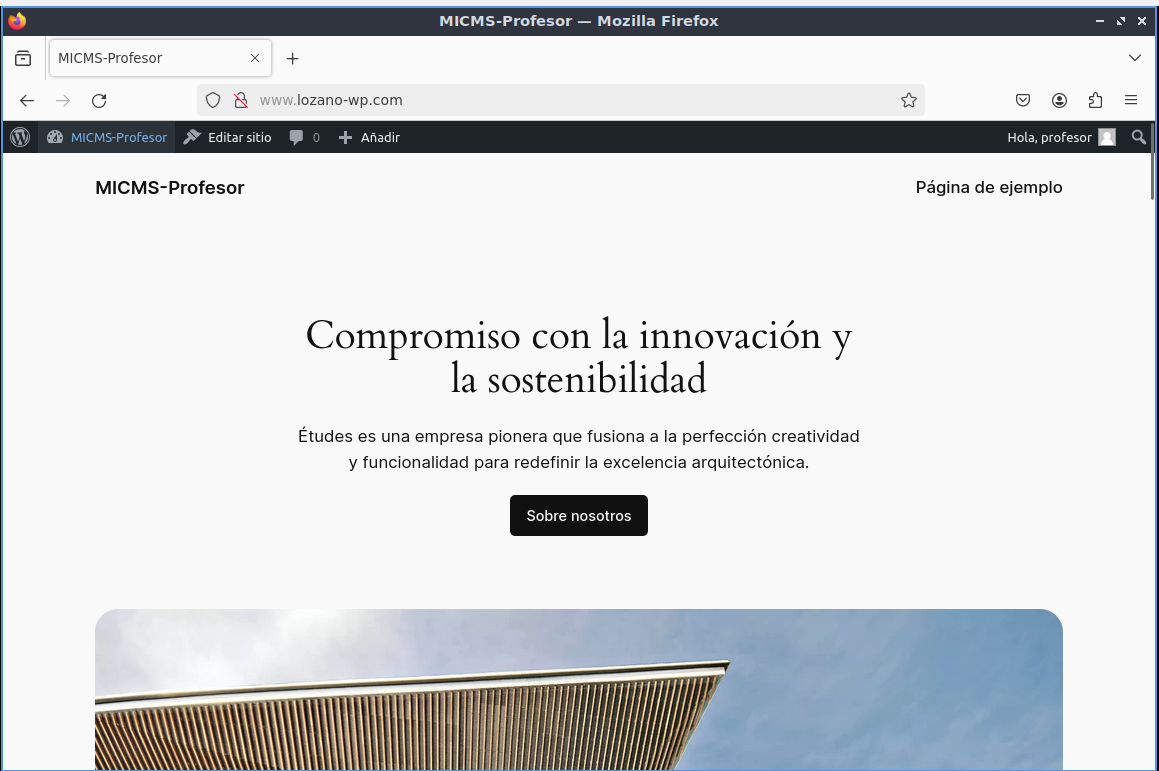 MICMS-Profesor — Mozilla Firefox
MICMS-Profesor
www.lozano-wp.com
MICMS-Profesor Editar sitio 0 Añadir Hola, profesor
MICMS-Profesor Página de ejemplo
Compromiso con la innovación y
la sostenibilidad
Études es una empresa pionera que fusiona a la perfección creatividad
y funcionalidad para redefinir la excelencia arquitectónica.
Sobre nosotros